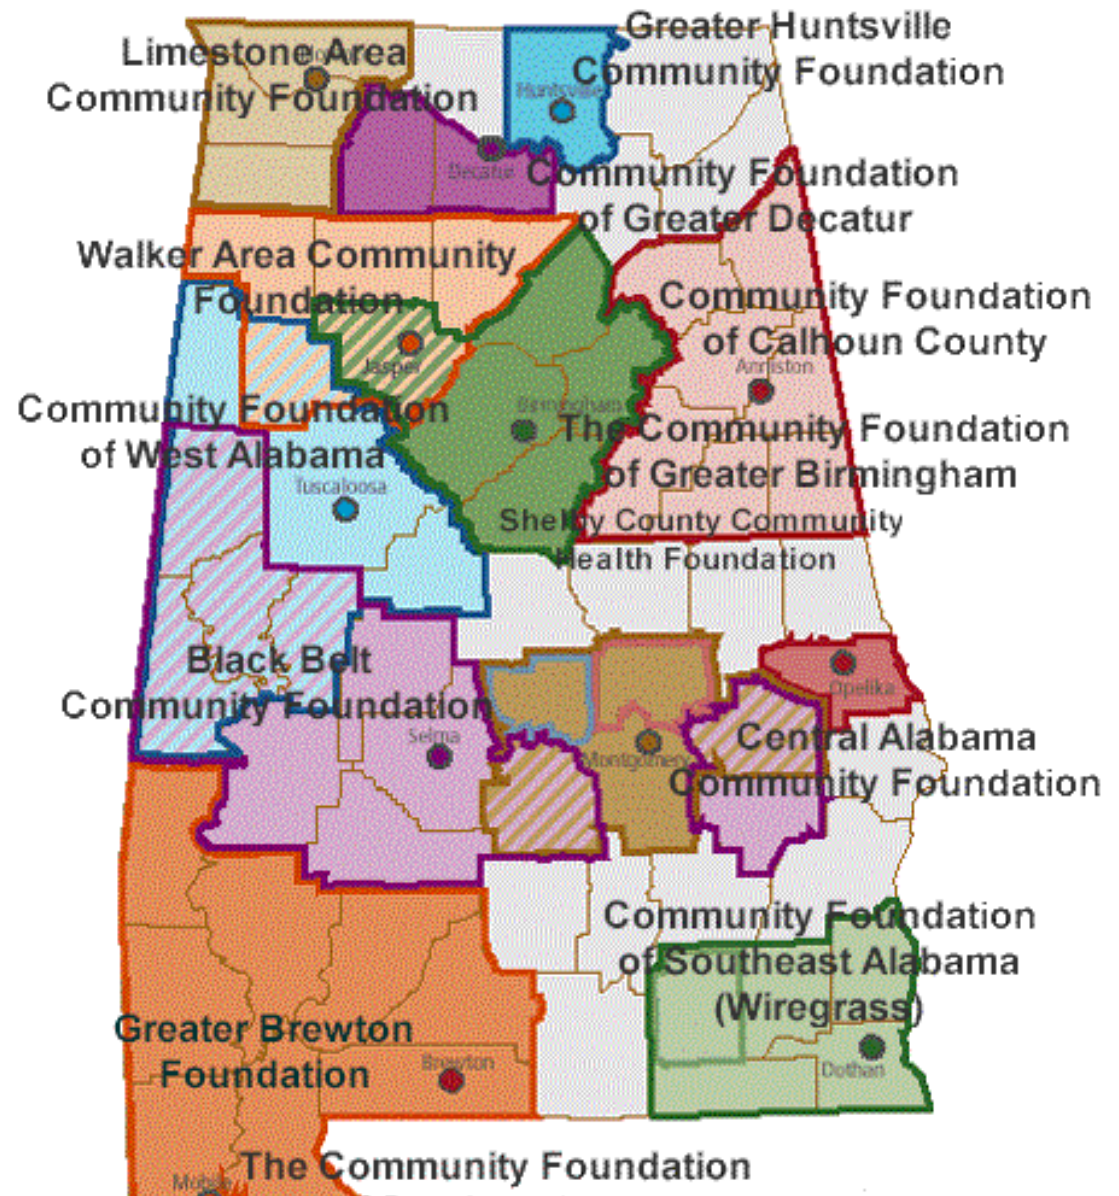 Greater Huntsville
Community Foundation
Limestone Area
Community Foundation
Huntsville
Decatur
Community Foundation
of Greater Decatur
Walker Area Community
Foundation
Community Foundation
of Calhoun County
Jasper
Anniston
Birmingham
Community Foundation
of West Alabama
The Community Foundation
of Greater Birmingham
Tuscaloosa
Shelby County Community
Health Foundation
Black Belt
Community Foundation
Opelika
Selma
Montgomery
Central Alabama
Community Foundation
Community Foundation
of Southeast Alabama
(Wiregrass)
Greater Brewton
Foundation
Brewton
Dothan
The Community Foundation
Mobile